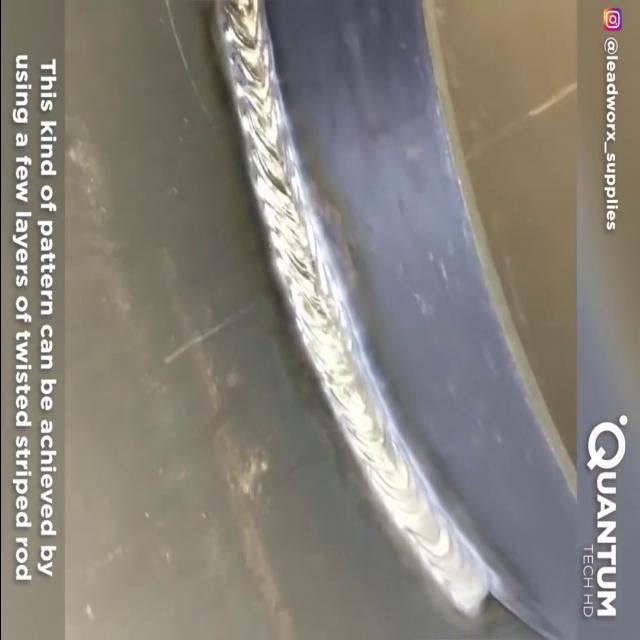 @leadworx_supplies
QUANTUM
TECH HD
This kind of pattern can be achieved by
using a few layers of twisted striped rod